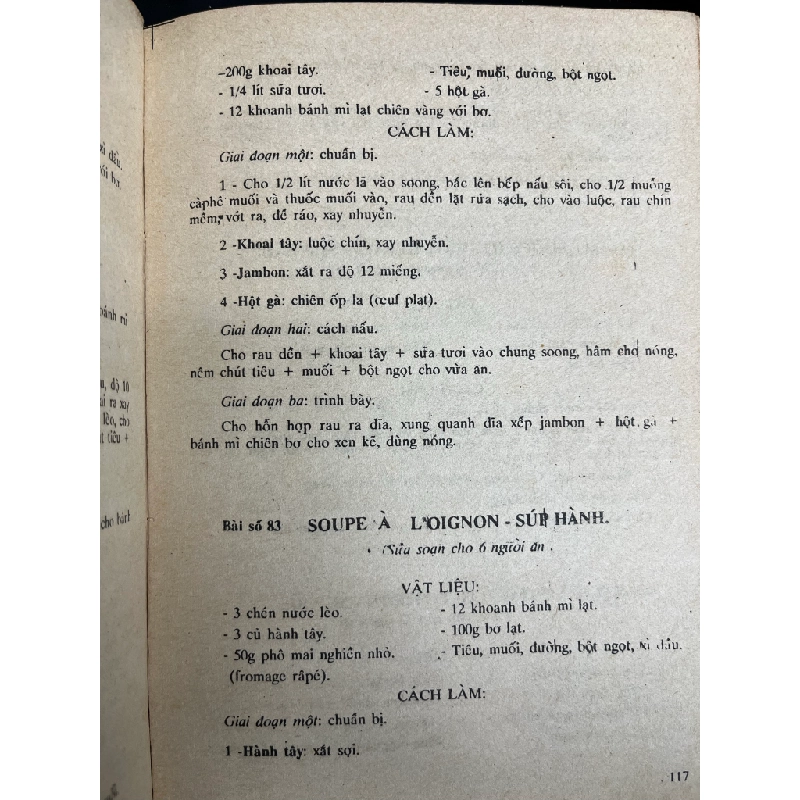 -200g khoai tây.
- Tiêu, muối, đường, bột ngọt.
- 1/4 lít sữa tươi.
- 5 hột gà.
- 12 khoanh bánh mì lạt chiên vàng với bơ.
CÁCH LÀM:
Giai đoạn một: chuẩn bị.
1 - Cho 1/2 lít nước lã vào soong, bắc lên bếp nấu sôi, cho 1/2 muỗng
càphê muối và thuốc muối vào, rau dền lặt rửa sạch, cho vào luộc, rau chín
mềm, vớt ra, để ráo, xay nhuyễn.
2 -Khoai tây: luộc chín, xay nhuyễn.
3 -Jambon: xắt ra độ 12 miếng.
4 -Hột gà: chiên ốp la (œuf plat).
Giai đoạn hai: cách nấu.
Cho rau dền + khoai tây + sữa tươi vào chung soong, hâm cho nóng,
nêm chút tiêu + muối + bột ngọt cho vừa ăn.
Giai đoạn ba: trình bày.
Cho hỗn hợp rau ra dĩa, xung quanh dĩa xếp jambon + hột gà +
bánh mì chiên bơ cho xen kẽ, dùng nóng.
Bài số 83 SOUPE À L'OIGNON - SÚP HÀNH.
Sửa soạn cho 6 người ăn.
VẬT LIỆU:
- 3 chén nước lèo.
- 12 khoanh bánh mì lạt.
- 3 củ hành tây.
- 100g bơ lạt.
- 50g phô mai nghiền nhỏ.
- Tiêu, muối, đường, bột ngọt, xì dầu.
(fromage râpé).
CÁCH LÀM:
Giai đoạn một: chuẩn bị.
1 -Hành tây: xắt sợi.
117